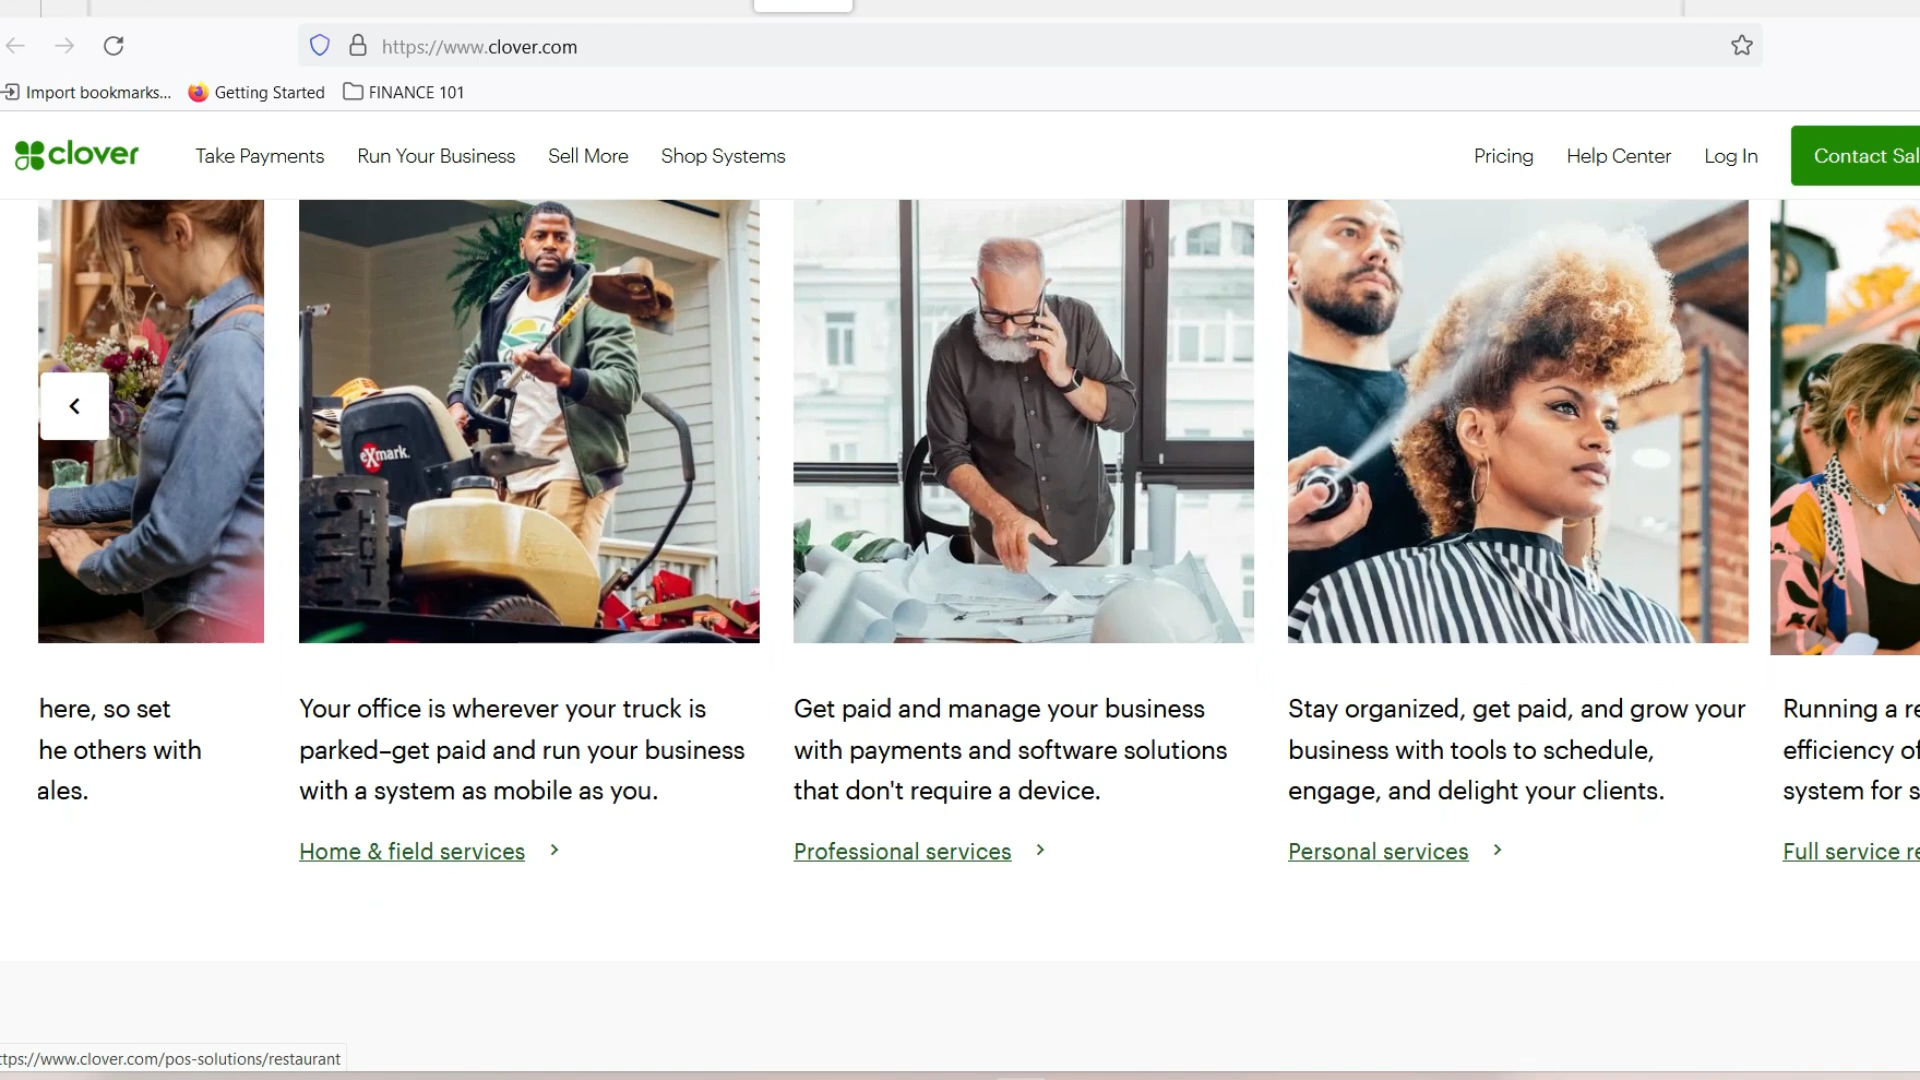 https://www.clover.com
Import bookmarks...
Getting Started
FINANCE 101
clover
Take Payments
Run Your Business
Sell More
Shop Systems
Pricing
Help Center
Log In
Contact Sal
eXmark.
here, so set
he others with
ales.
Your office is wherever your truck is
parked–get paid and run your business
with a system as mobile as you.
Home & field services
Get paid and manage your business
with payments and software solutions
that don't require a device.
Professional services
Stay organized, get paid, and grow your
business with tools to schedule,
engage, and delight your clients.
Personal services
Running a re
efficiency of
system for s
Full service re
ttps://www.clover.com/pos-solutions/restaurant